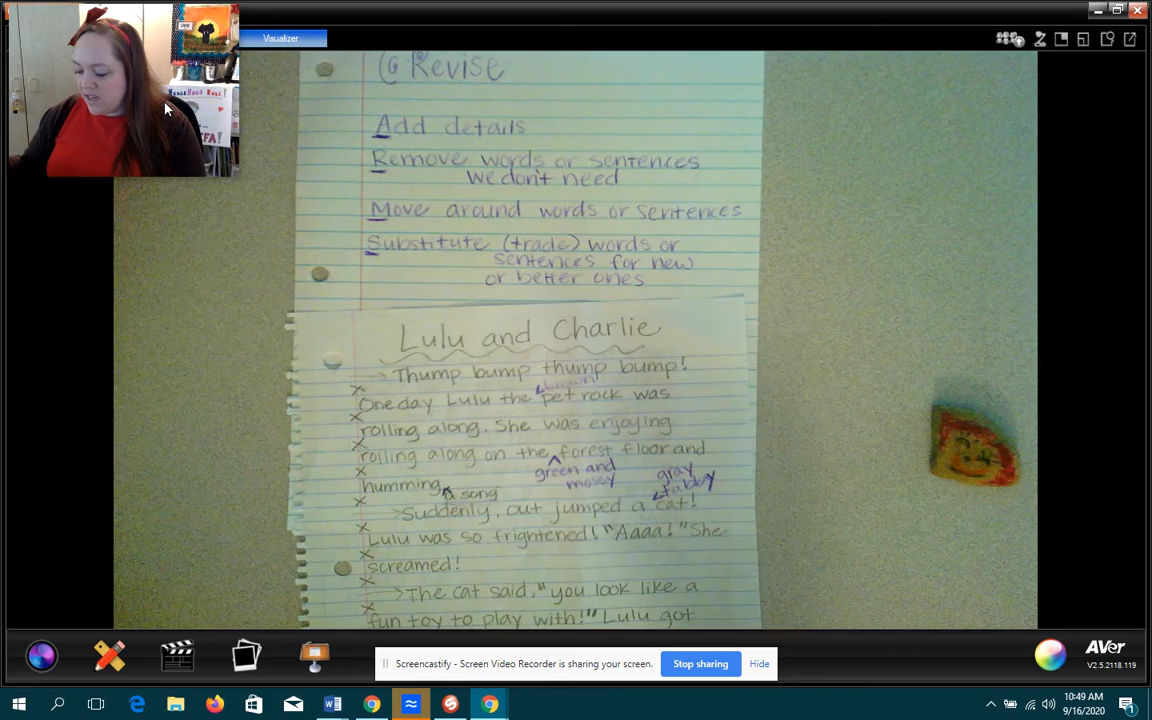 Visualizer
@ Revise
Add details
Remove words or sentences
we don't need
Move around words or sentences
Substitute (trade) words or
sentences for new
or better ones
Lulu and Charlie
Thump bump thump bump!
brown
One day Lulu the pet rock was
rolling along. She was enjoying
rolling along on the forest floor and
green and
mossy
humming a song
gray
tabby
Suddenly, out jumped a cat!
Lulu was so frightened! "Aaaa!" She
screamed!
The cat said, "you look like a
fun toy to play with!" Lulu got
Screencastify - Screen Video Recorder is sharing your screen.
Stop sharing
Hide
AVer
V2.5.2118.119
10:49 AM
9/16/2020